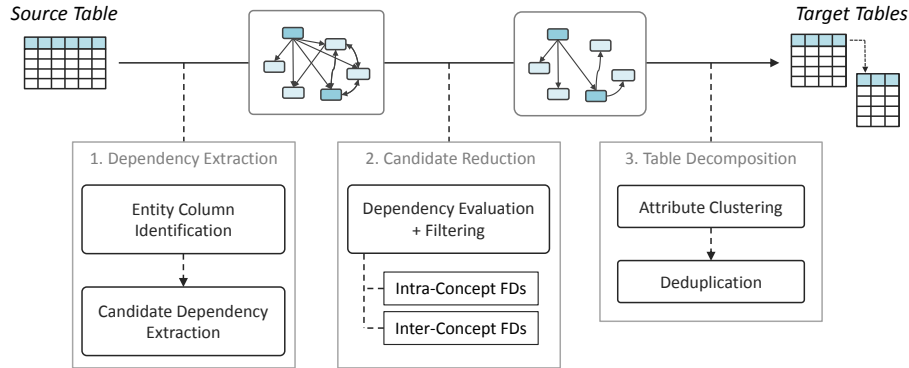 Source Table
Target Tables
1. Dependency Extraction
Entity Column
Identification
Candidate Dependency
Extraction
2. Candidate Reduction
Dependency Evaluation
+ Filtering
Intra-Concept FDs
Inter-Concept FDs
3. Table Decomposition
Attribute Clustering
Deduplication